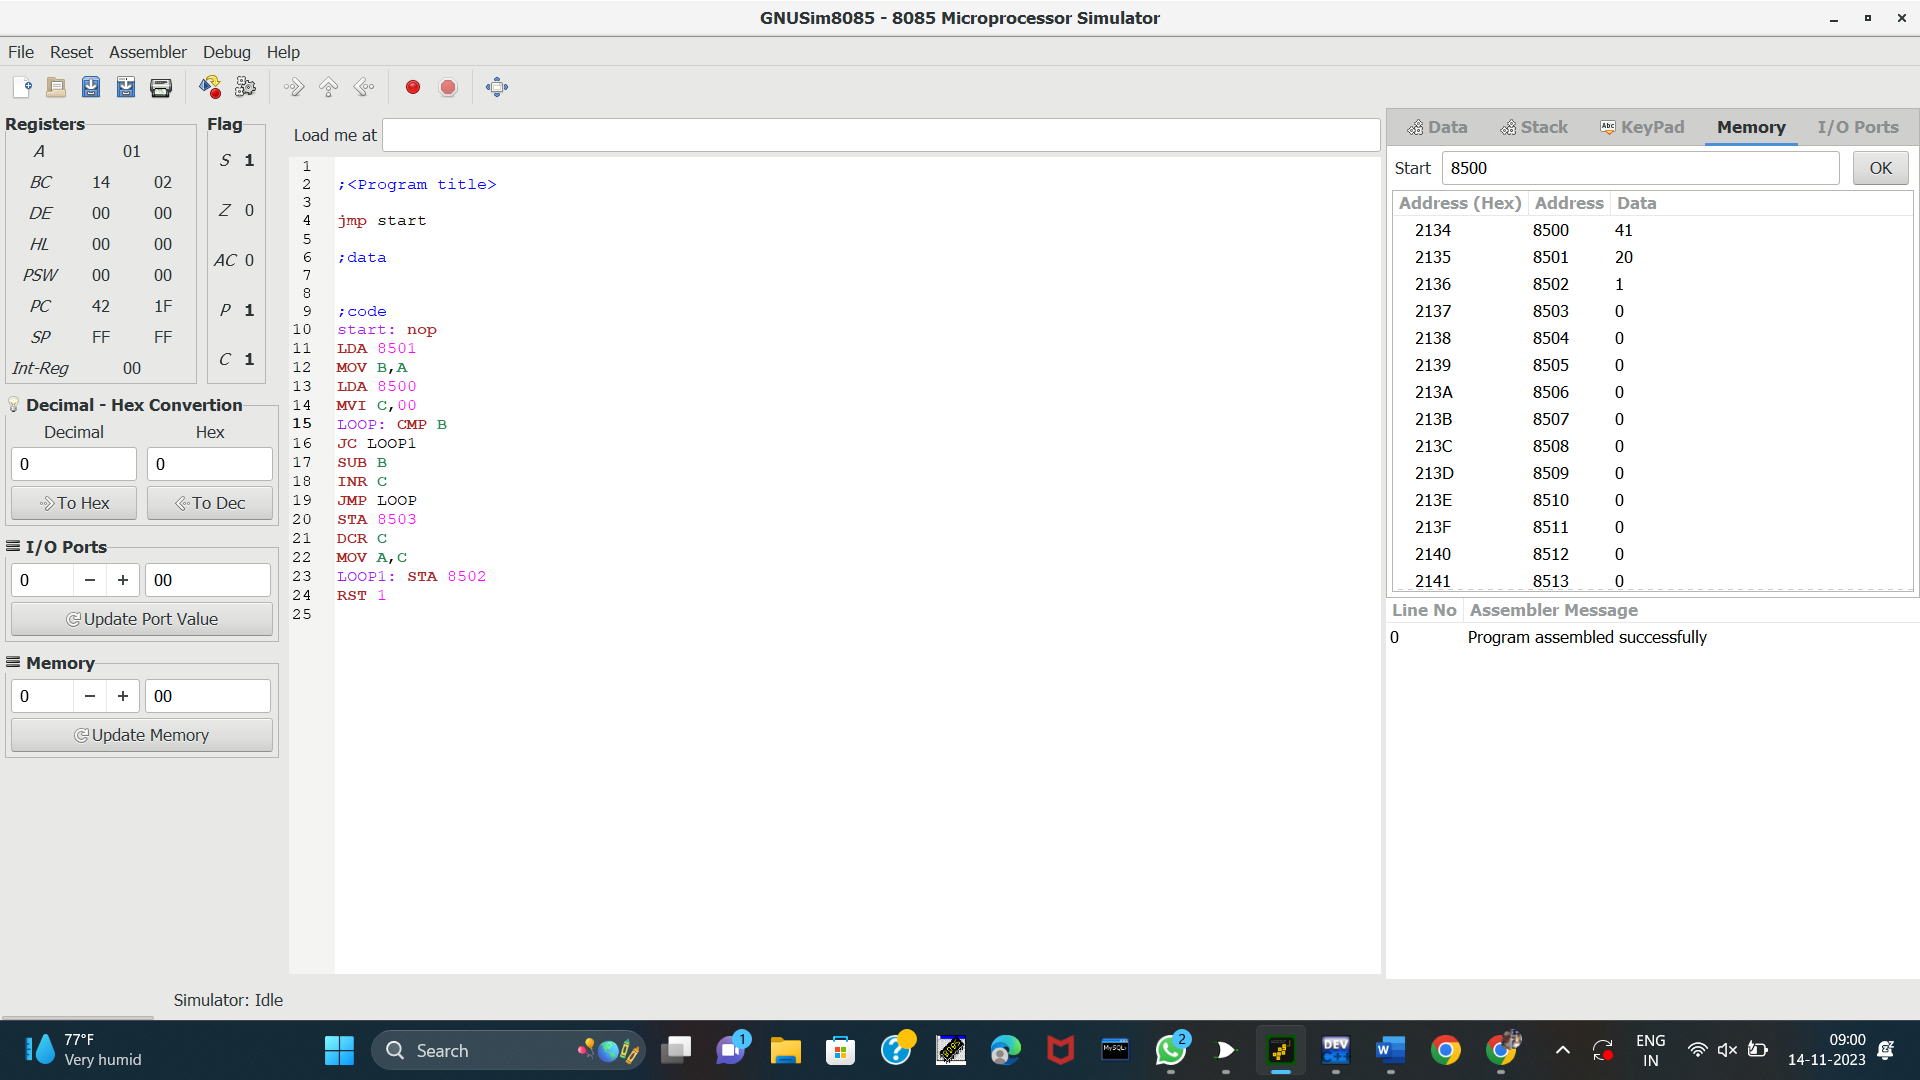 GNUSim8085 - 8085 Microprocessor Simulator
File Reset Assembler Debug Help
Registers
A 01
BC 14 02
DE 00 00
HL 00 00
PSW 00 00
PC 42 1F
SP FF FF
Int-Reg 00
Flag
S 1
Z 0
AC 0
P 1
C 1
Decimal - Hex Convertion
Decimal Hex
0 0
To Hex To Dec
I/O Ports
0 − + 00
Update Port Value
Memory
0 − + 00
Update Memory
Load me at
1
2 ;<Program title>
3
4 jmp start
5
6 ;data
7
8
9 ;code
10 start: nop
11 LDA 8501
12 MOV B,A
13 LDA 8500
14 MVI C,00
15 LOOP: CMP B
16 JC LOOP1
17 SUB B
18 INR C
19 JMP LOOP
20 STA 8503
21 DCR C
22 MOV A,C
23 LOOP1: STA 8502
24 RST 1
25
Data Stack Abc KeyPad Memory I/O Ports
Start 8500 OK
Address (Hex) Address Data
2134 8500 41
2135 8501 20
2136 8502 1
2137 8503 0
2138 8504 0
2139 8505 0
213A 8506 0
213B 8507 0
213C 8508 0
213D 8509 0
213E 8510 0
213F 8511 0
2140 8512 0
2141 8513 0
Line No Assembler Message
0 Program assembled successfully
Simulator: Idle
77°F
Very humid
Search
1
MySQL
2
DEV
C++
W
ENG
IN
09:00
14-11-2023